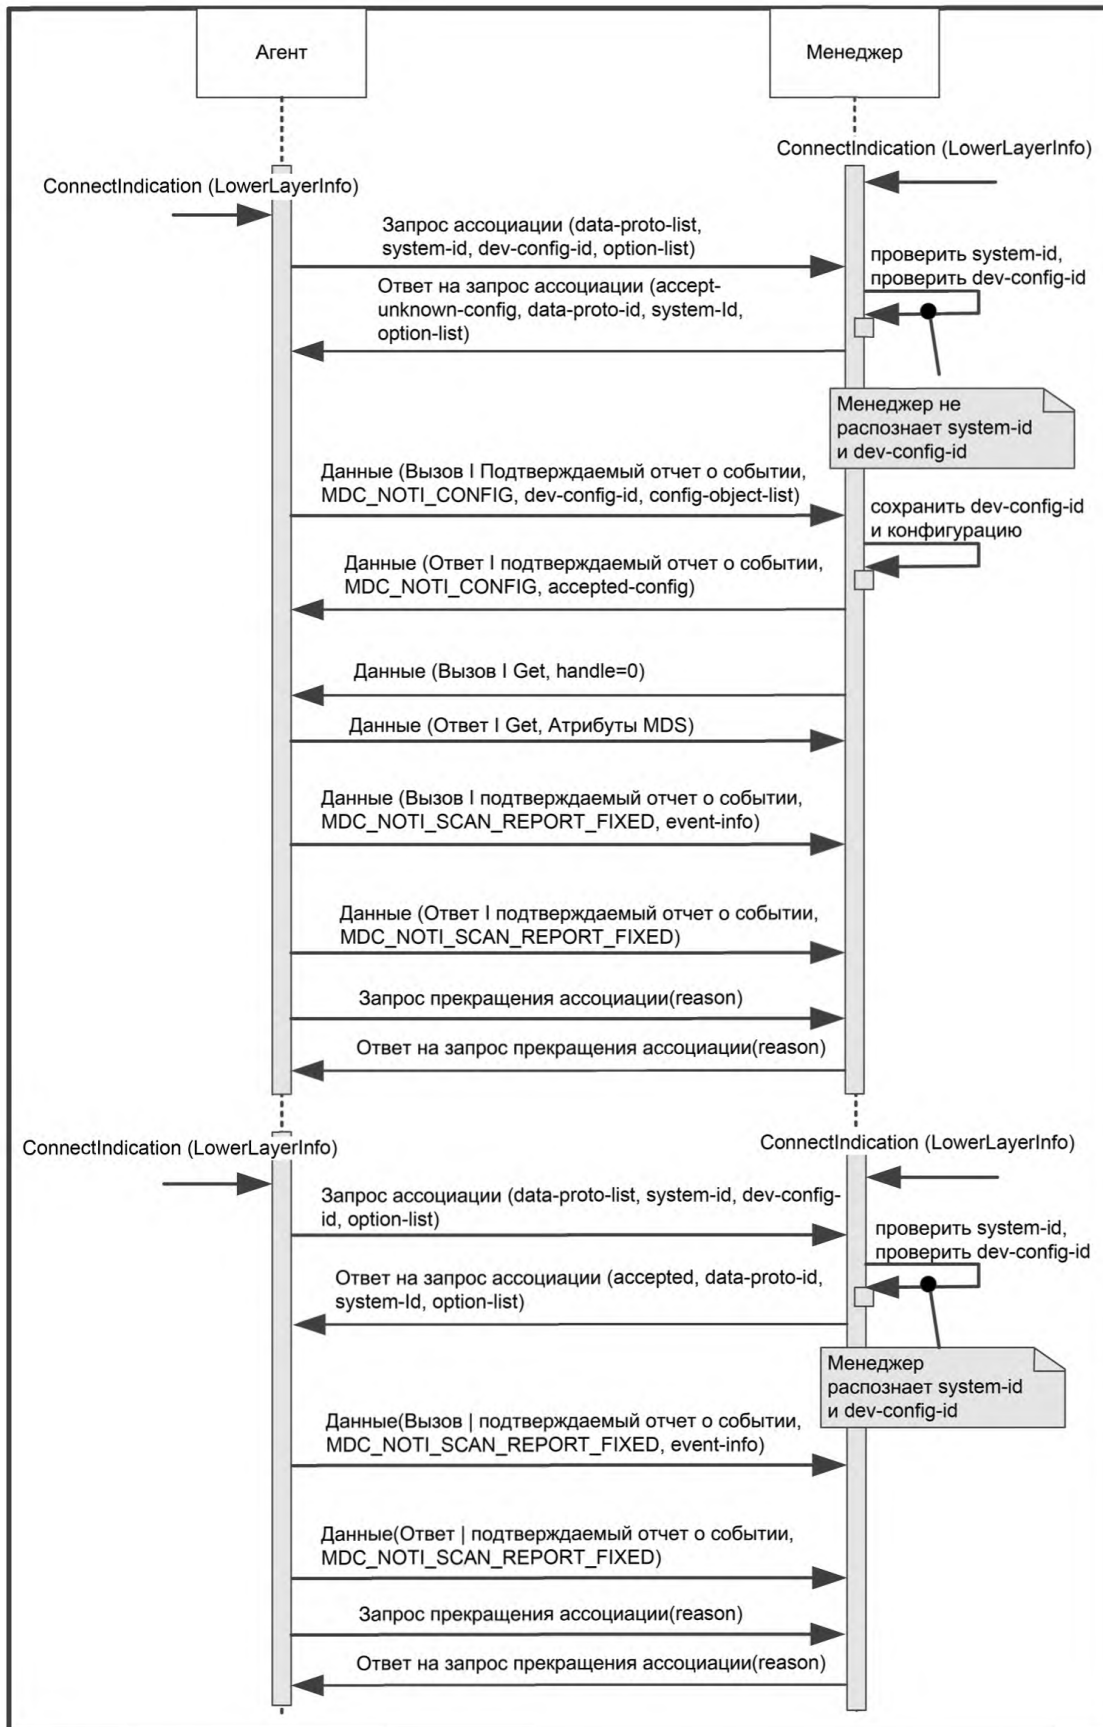 Агент
Менеджер
ConnectIndication (LowerLayerInfo)
ConnectIndication (LowerLayerInfo)
Запрос ассоциации (data-proto-list,
system-id, dev-config-id, option-list)
проверить system-id,
проверить dev-config-id
Ответ на запрос ассоциации (accept-
unknown-config, data-proto-id, system-Id,
option-list)
Менеджер не
распознает system-id
и dev-config-id
Данные (Вызов I Подтверждаемый отчет о событии,
MDC_NOTI_CONFIG, dev-config-id, config-object-list)
сохранить dev-config-id
и конфигурацию
Данные (Ответ I подтверждаемый отчет о событии,
MDC_NOTI_CONFIG, accepted-config)
Данные (Вызов I Get, handle=0)
Данные (Ответ I Get, Атрибуты MDS)
Данные (Вызов I подтверждаемый отчет о событии,
MDC_NOTI_SCAN_REPORT_FIXED, event-info)
Данные (Ответ I подтверждаемый отчет о событии,
MDC_NOTI_SCAN_REPORT_FIXED)
Запрос прекращения ассоциации(reason)
Ответ на запрос прекращения ассоциации(reason)
ConnectIndication (LowerLayerInfo)
ConnectIndication (LowerLayerInfo)
Запрос ассоциации (data-proto-list, system-id, dev-config-
id, option-list)
проверить system-id,
проверить dev-config-id
Ответ на запрос ассоциации (accepted, data-proto-id,
system-Id, option-list)
Менеджер
распознает system-id
и dev-config-id
Данные(Вызов | подтверждаемый отчет о событии,
MDC_NOTI_SCAN_REPORT_FIXED, event-info)
Данные(Ответ | подтверждаемый отчет о событии,
MDC_NOTI_SCAN_REPORT_FIXED)
Запрос прекращения ассоциации(reason)
Ответ на запрос прекращения ассоциации(reason)